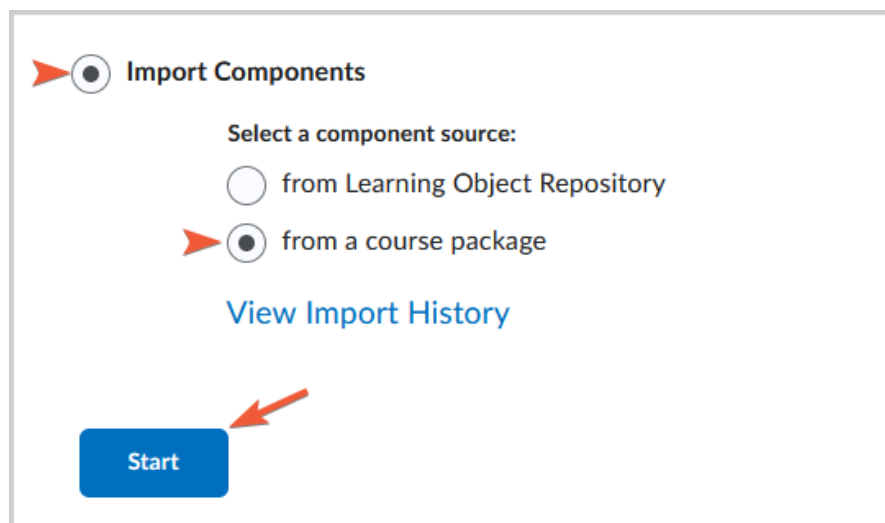 Import Components
Select a component source:
from Learning Object Repository
from a course package
View Import History
Start